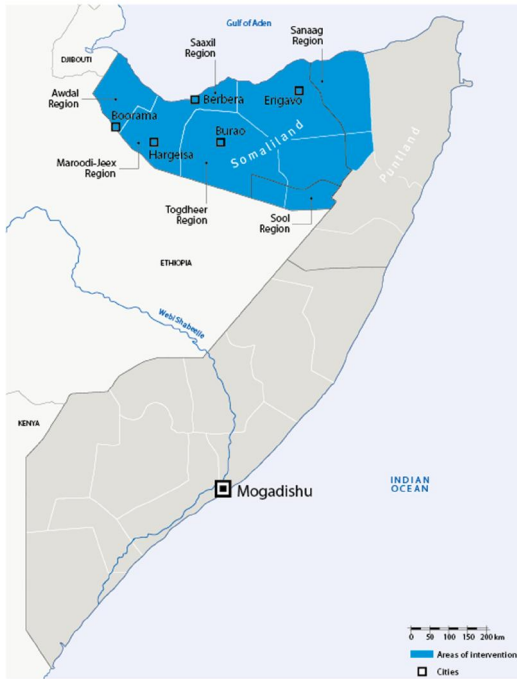 Gulf of Aden
Sanaag
Region
Saaxil
Region
DJIBOUTI
Awdal
Region
Berbera
Erigavo
Boorama
Burao
Hargeisa
Somaliland
Puntland
Maroodi-Jeex
Region
Togdheer
Region
Sool
Region
ETHIOPIA
Webi Shabeelle
KENYA
Mogadishu
INDIAN
OCEAN
0 50 100 150 200 km
Areas of intervention
Cities